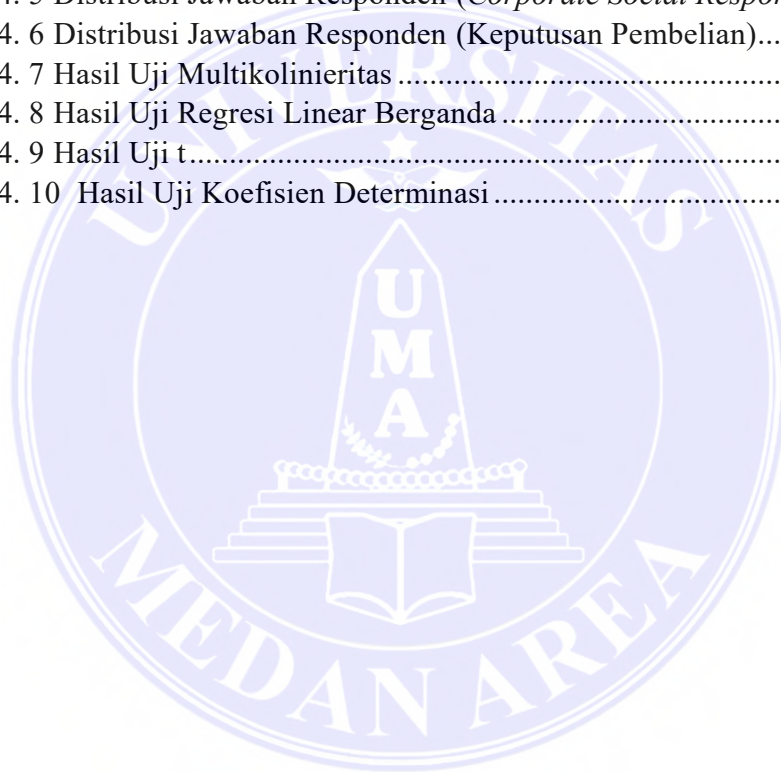 4. 5 Distribusi Jawaban Responden (Corporate Social Respon
4. 6 Distribusi Jawaban Responden (Keputusan Pembelian)...
4. 7 Hasil Uji Multikolinieritas ...........................................
4. 8 Hasil Uji Regresi Linear Berganda ...............................
4. 9 Hasil Uji t...................................................................
4. 10 Hasil Uji Koefisien Determinasi ................................
UNIVERSITAS
U
M
A
MEDAN AREA